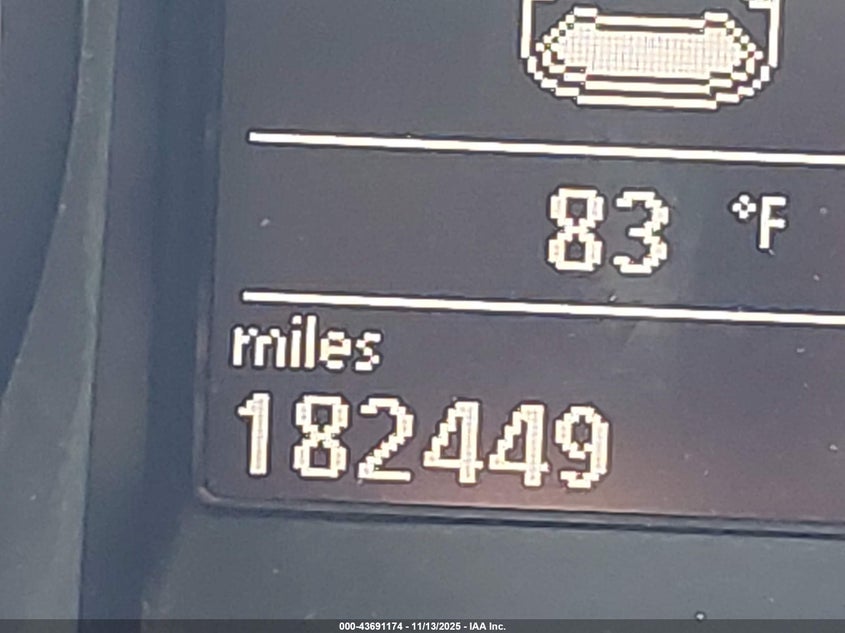 83 °F
miles
182449
000-43691174 - 11/13/2025 - IAA Inc.